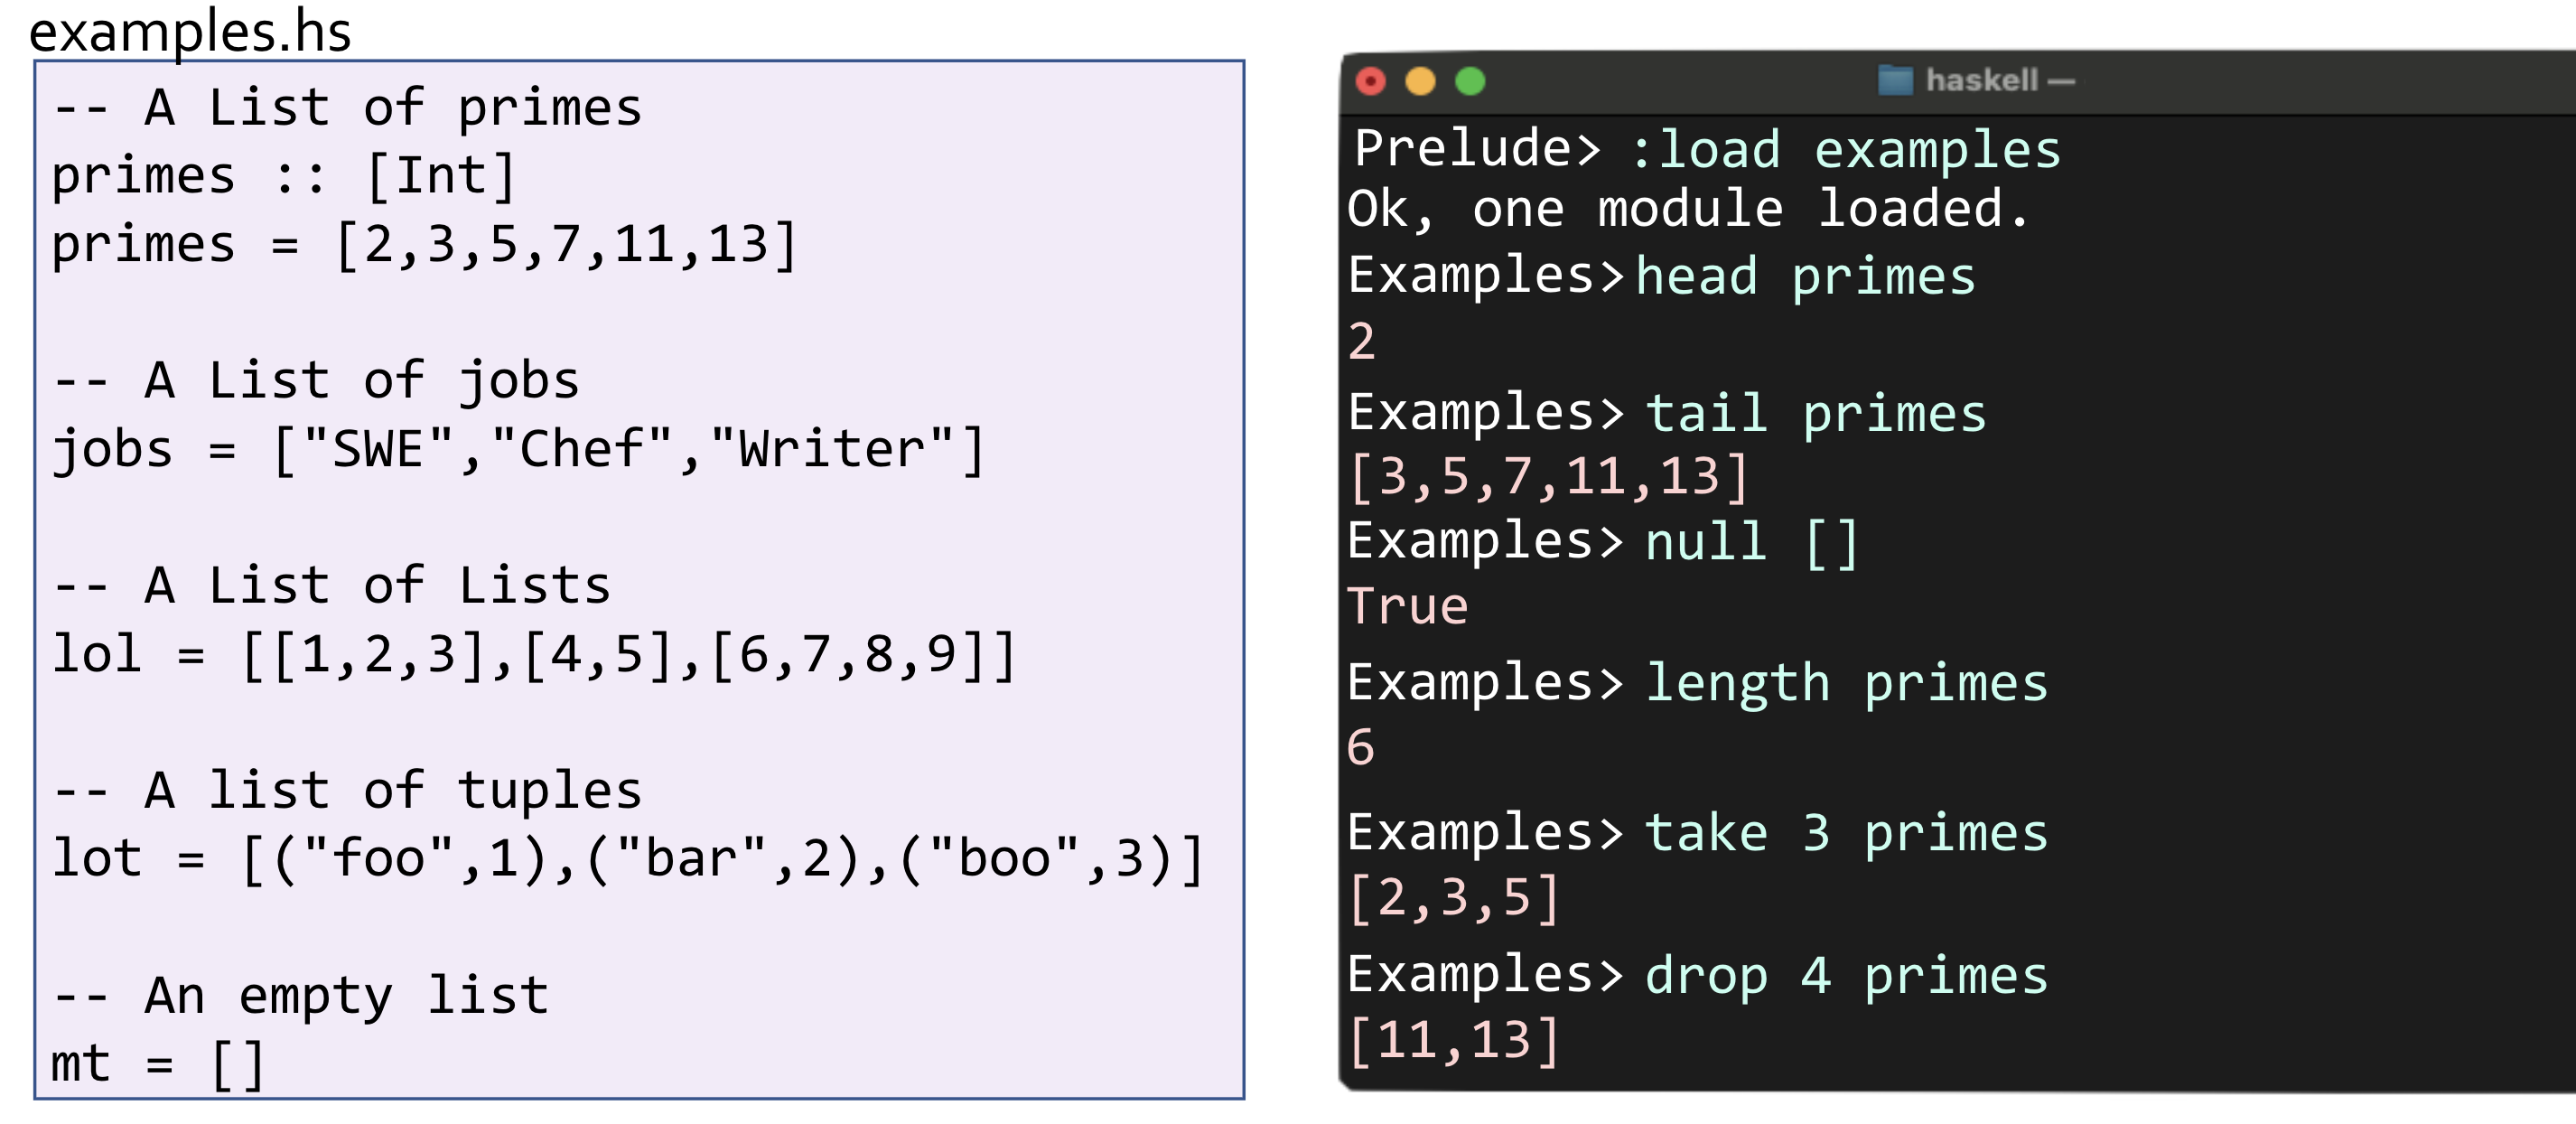 examples.hs
-- A List of primes
primes :: [Int]
primes = [2,3,5,7,11,13]
-- A List of jobs
jobs = ["SWE","Chef","Writer"]
-- A List of Lists
lol = [[1,2,3],[4,5],[6,7,8,9]]
-- A list of tuples
lot = [("foo",1),("bar",2),("boo",3)]
-- An empty list
mt = []
haskell —
Prelude> :load examples
Ok, one module loaded.
Examples> head primes
2
Examples> tail primes
[3,5,7,11,13]
Examples> null []
True
Examples> length primes
6
Examples> take 3 primes
[2,3,5]
Examples> drop 4 primes
[11,13]